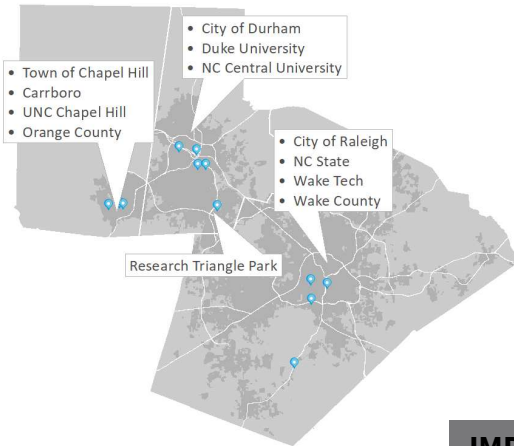 • City of Durham
• Duke University
• NC Central University
• Town of Chapel Hill
• Carrboro
• UNC Chapel Hill
• Orange County
• City of Raleigh
• NC State
• Wake Tech
• Wake County
Research Triangle Park